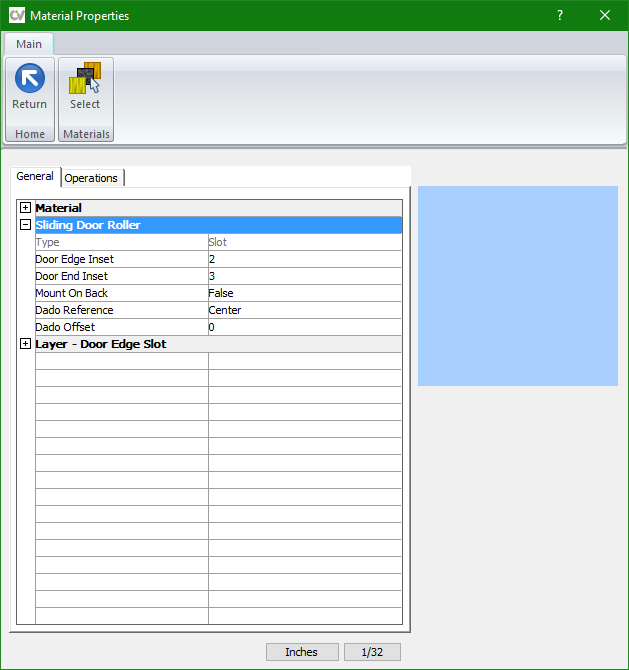 CV Material Properties ?
Main
Return Select
Home Materials
General Operations
Material
Sliding Door Roller
Type Slot
Door Edge Inset 2
Door End Inset 3
Mount On Back False
Dado Reference Center
Dado Offset 0
Layer - Door Edge Slot
Inches 1/32